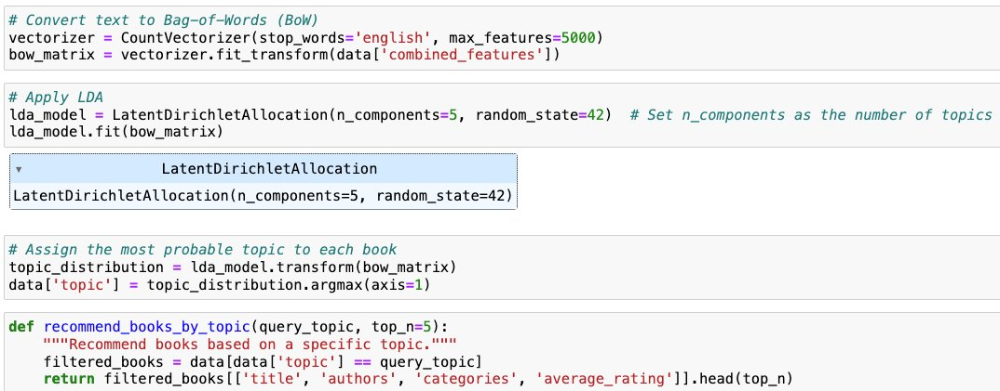 # Convert text to Bag-of-Words (BoW)
vectorizer = CountVectorizer(stop_words='english', max_features=5000)
bow_matrix = vectorizer.fit_transform(data['combined_features'])
# Apply LDA
lda_model = LatentDirichletAllocation(n_components=5, random_state=42)  # Set n_components as the number of topics
lda_model.fit(bow_matrix)
▾ LatentDirichletAllocation
LatentDirichletAllocation(n_components=5, random_state=42)
# Assign the most probable topic to each book
topic_distribution = lda_model.transform(bow_matrix)
data['topic'] = topic_distribution.argmax(axis=1)
def recommend_books_by_topic(query_topic, top_n=5):
    """Recommend books based on a specific topic."""
    filtered_books = data[data['topic'] == query_topic]
    return filtered_books[['title', 'authors', 'categories', 'average_rating']].head(top_n)